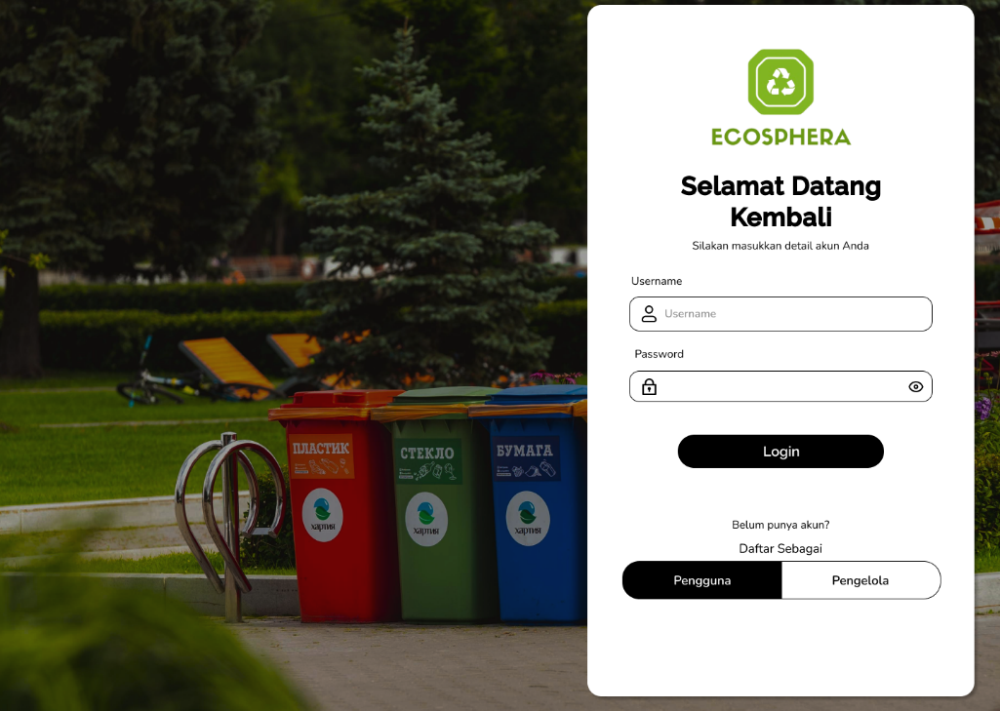 ECOSPHERA
Selamat Datang
Kembali
Silakan masukkan detail akun Anda
Username
Username
Password
Login
Belum punya akun?
Daftar Sebagai
Pengguna
Pengelola
ПЛАСТИК
СТЕКЛО
БУМАГА
хартия
хартия
хартия